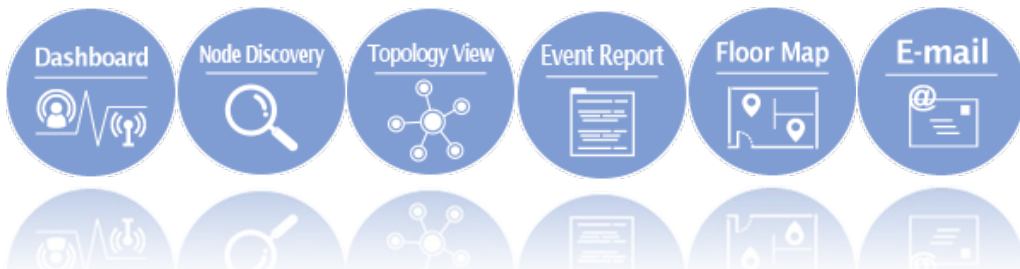 Dashboard
Node Discovery
Topology View
Event Report
Floor Map
E-mail
@